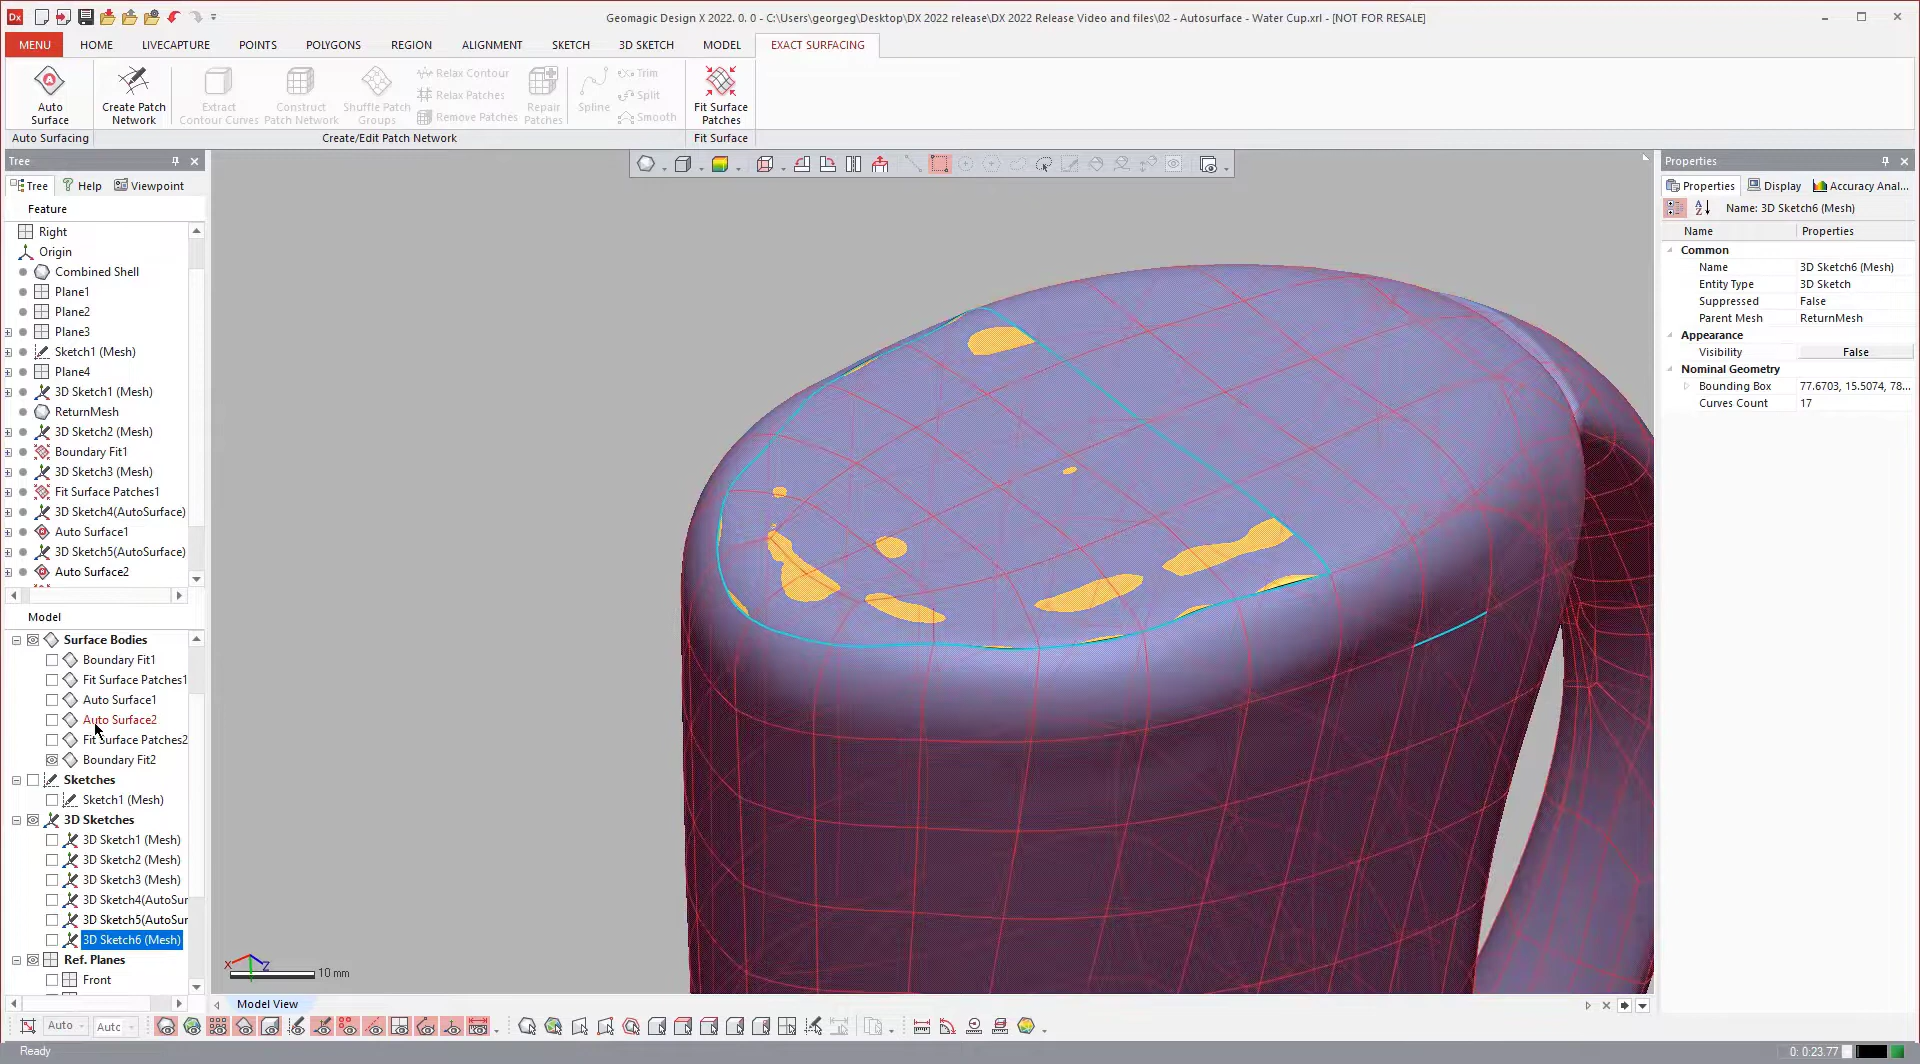 Dx
Geomagic Design X 2022. 0. 0 - C:\Users\georgeg\Desktop\DX 2022 release\DX 2022 Release Video and files\02 - Autosurface - Water Cup.xrl - [NOT FOR RESALE]
MENU HOME LIVECAPTURE POINTS POLYGONS REGION ALIGNMENT SKETCH 3D SKETCH MODEL EXACT SURFACING
Auto Surface
Create Patch Network
Extract Contour Curves
Construct Patch Network
Shuffle Patch Groups
Relax Contour
Relax Patches
Remove Patches
Repair Patches
Spline
Trim
Split
Smooth
Fit Surface Patches
Auto Surfacing Create/Edit Patch Network Fit Surface
Tree
Tree Help Viewpoint
Feature
Right
Origin
Combined Shell
Plane1
Plane2
Plane3
Sketch1 (Mesh)
Plane4
3D Sketch1 (Mesh)
ReturnMesh
3D Sketch2 (Mesh)
Boundary Fit1
3D Sketch3 (Mesh)
Fit Surface Patches1
3D Sketch4(AutoSurface)
Auto Surface1
3D Sketch5(AutoSurface)
Auto Surface2
Model
Surface Bodies
Boundary Fit1
Fit Surface Patches1
Auto Surface1
Auto Surface2
Fit Surface Patches2
Boundary Fit2
Sketches
Sketch1 (Mesh)
3D Sketches
3D Sketch1 (Mesh)
3D Sketch2 (Mesh)
3D Sketch3 (Mesh)
3D Sketch4(AutoSur
3D Sketch5(AutoSur
3D Sketch6 (Mesh)
Ref. Planes
Front
X Z
10 mm
Model View
Properties
Properties Display Accuracy Anal...
Name: 3D Sketch6 (Mesh)
Name Properties
Common
Name 3D Sketch6 (Mesh)
Entity Type 3D Sketch
Suppressed False
Parent Mesh ReturnMesh
Appearance
Visibility False
Nominal Geometry
Bounding Box 77.6703, 15.5074, 78...
Curves Count 17
Auto Autc
Ready
0: 0:23.77